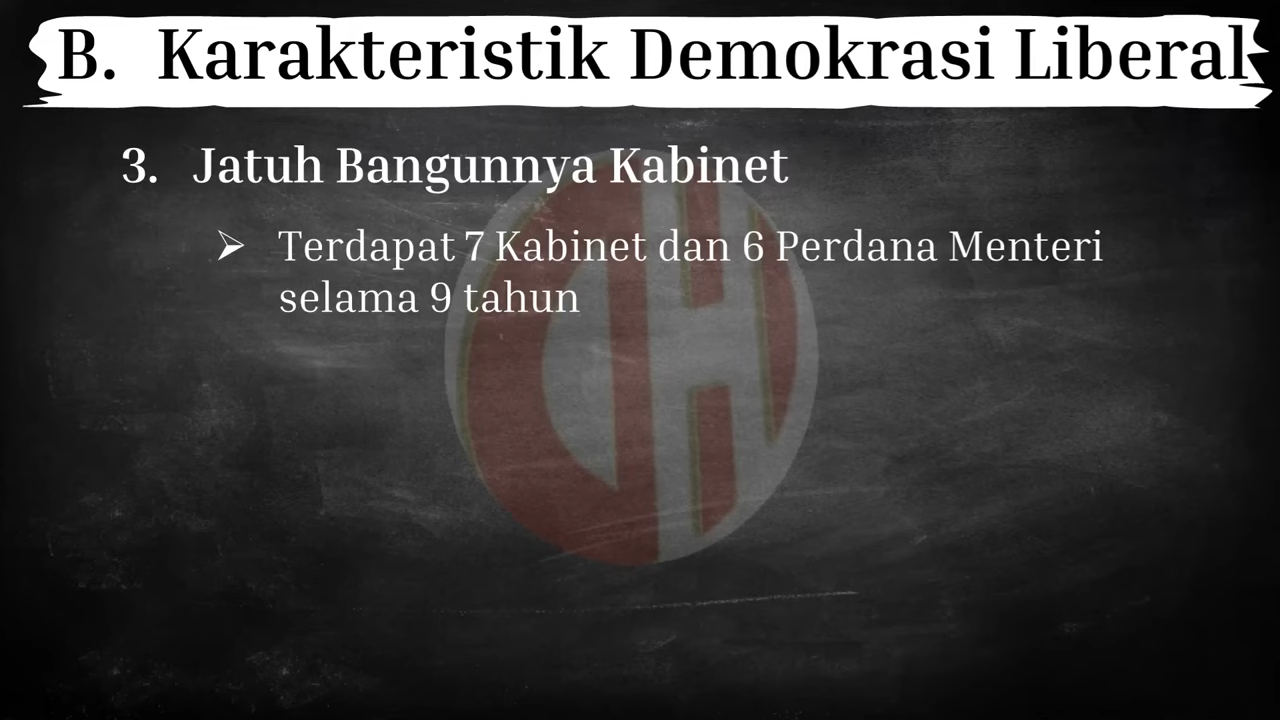 B. Karakteristik Demokrasi Liberal
3. Jatuh Bangunnya Kabinet
➢ Terdapat 7 Kabinet dan 6 Perdana Menteri
selama 9 tahun